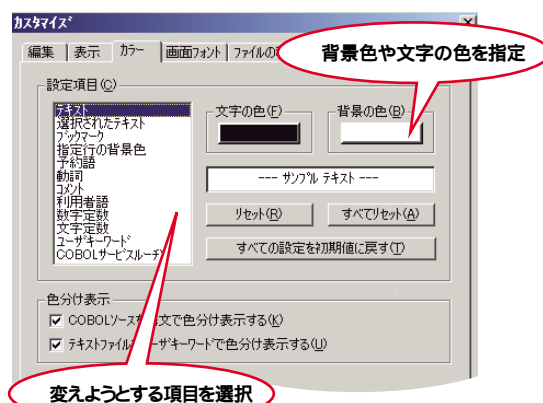 カスタマイズ
編集 表示 カラー 画面フォント ファイルの
背景色や文字の色を指定
設定項目(C)
テキスト
選択されたテキスト
ブックマーク
指定行の背景色
予約語
動詞
コメント
利用者語
数字定数
文字定数
ユーザキーワード
COBOLサービスルーチン
文字の色(F)
背景の色(B)
--- サンプル テキスト ---
リセット(R) すべてリセット(A)
すべての設定を初期値に戻す(T)
色分け表示
COBOLソースを 文で色分け表示する(K)
テキストファイル ーザキーワードで色分け表示する(U)
変えようとする項目を選択